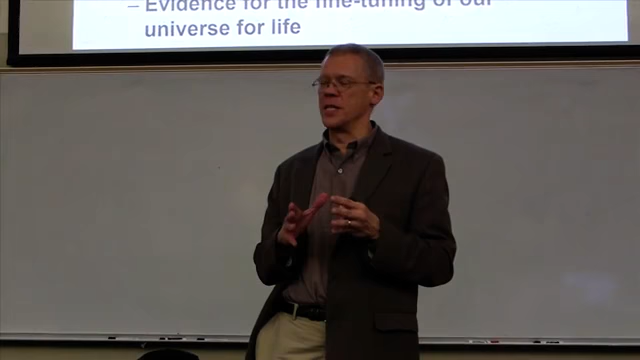 – Evidence for the fine-tuning of our
universe for life